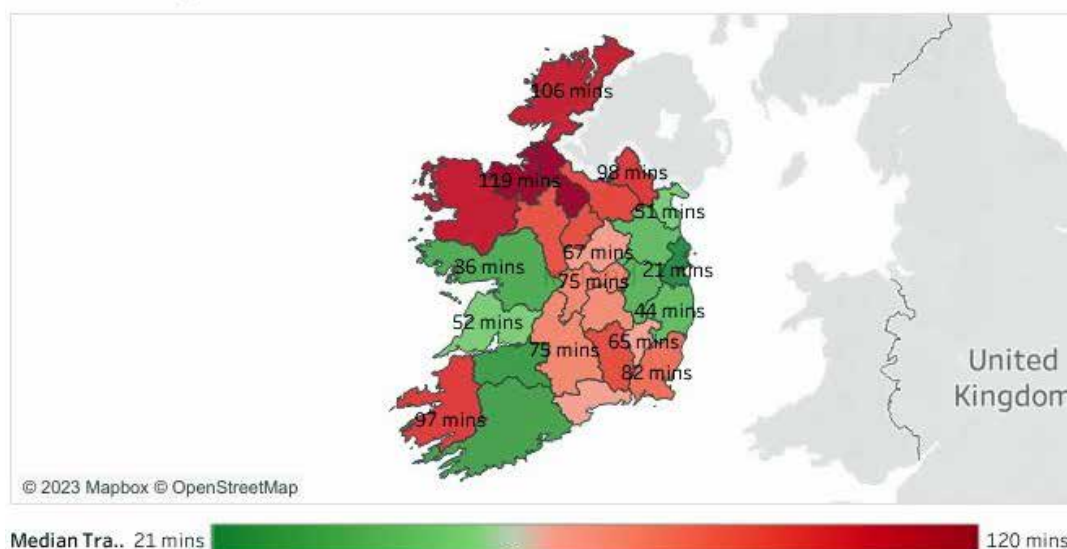 106 mins
98 mins
119 mins
51 mins
67 mins
36 mins
21 mins
75 mins
44 mins
52 mins
65 mins
75 mins
82 mins
97 mins
United
Kingdom
© 2023 Mapbox © OpenStreetMap
Median Tra.. 21 mins
120 mins